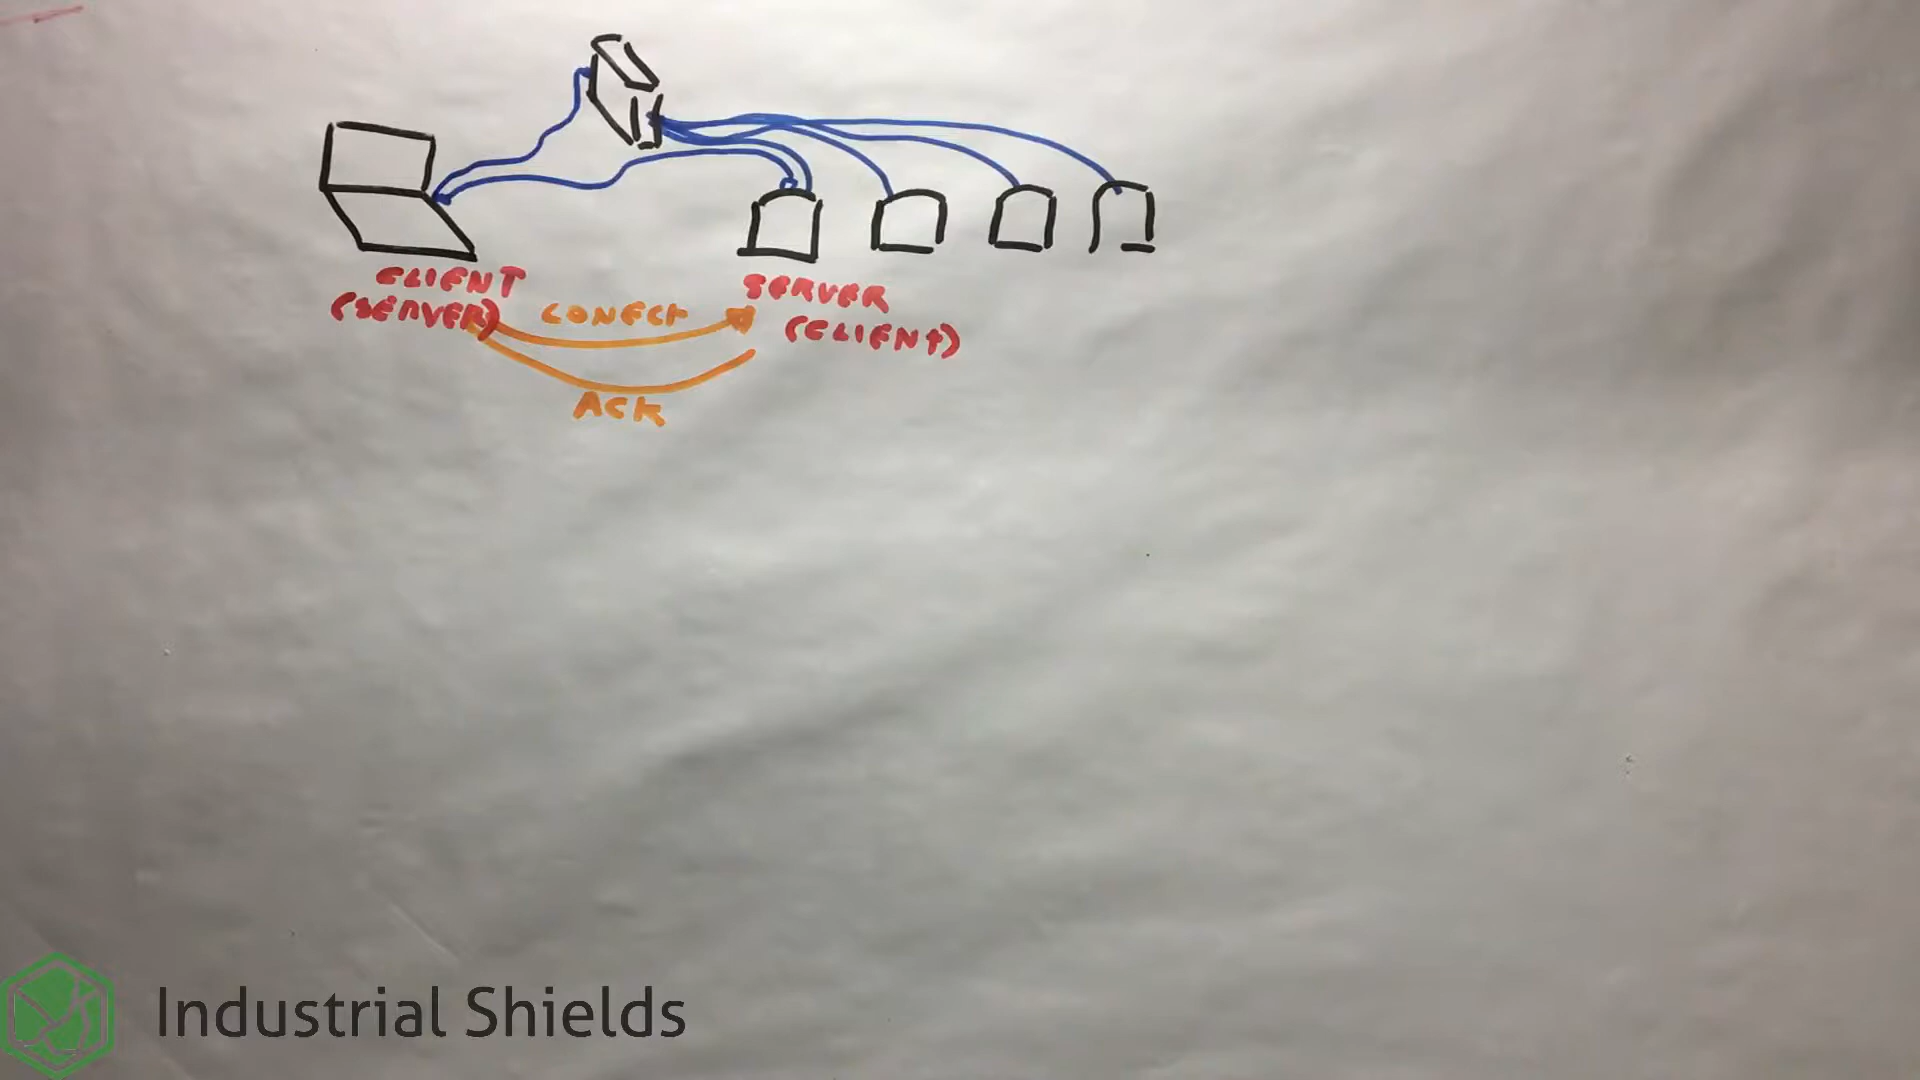 CLIENT
(SERVER)
CONECT
SERVER
(CLIENT)
ACK
Industrial Shields